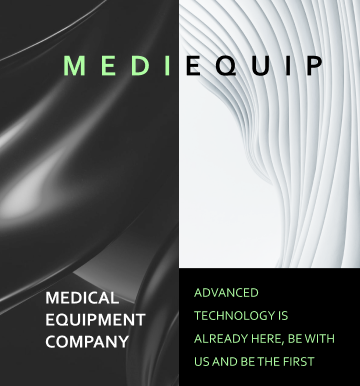 MEDIEQUIP
MEDICAL
EQUIPMENT
COMPANY
ADVANCED
TECHNOLOGY IS
ALREADY HERE, BE WITH
US AND BE THE FIRST